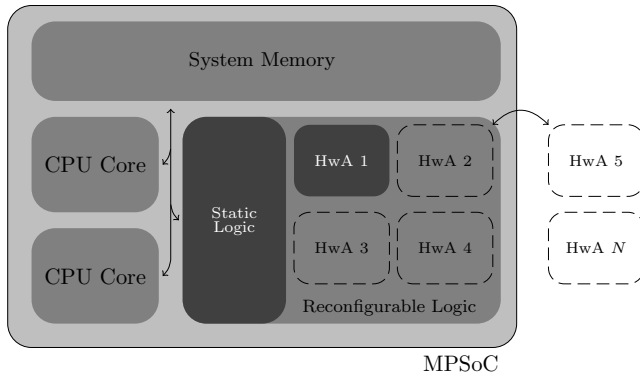 System Memory
CPU Core
CPU Core
Static
Logic
HwA 1
HwA 2
HwA 3
HwA 4
Reconfigurable Logic
HwA 5
HwA N
MPSoC